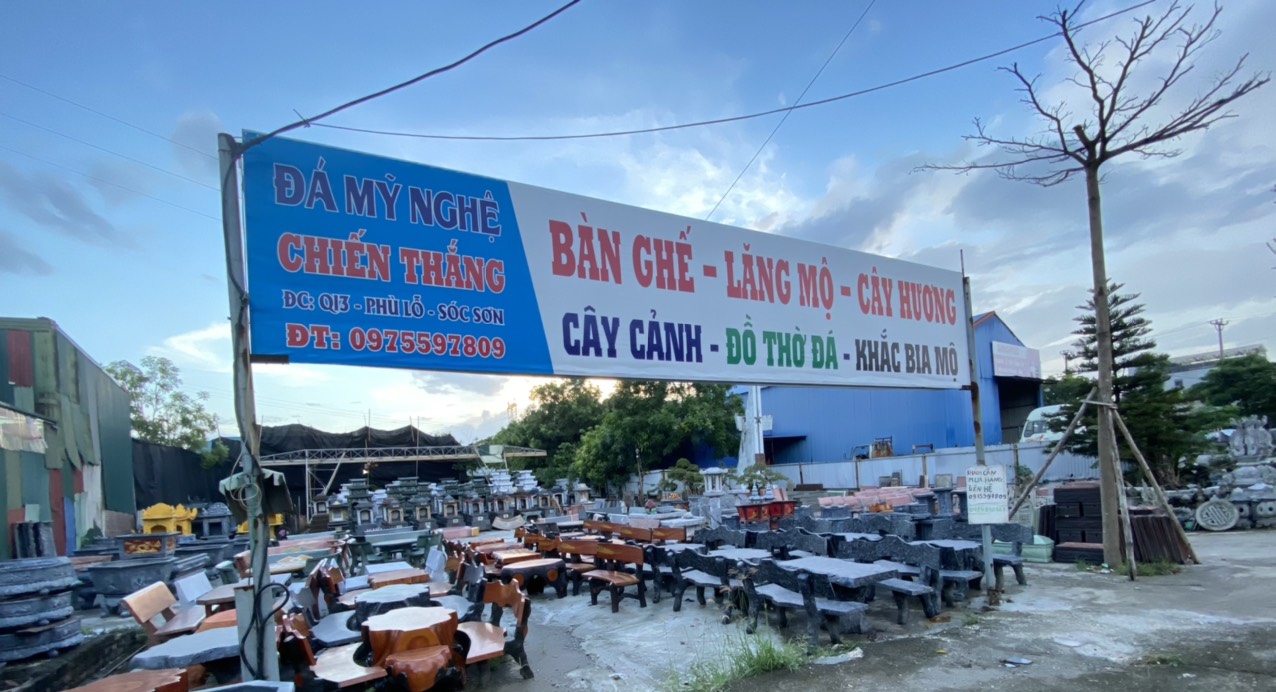 ĐÁ MỸ NGHỆ
CHIẾN THẮNG
ĐC: QL3 - PHÙ LỖ - SÓC SƠN
ĐT: 0975597809
BÀN GHẾ - LĂNG MỘ - CÂY HƯƠNG
CÂY CẢNH - ĐỒ THỜ ĐÁ - KHẮC BIA MÔ